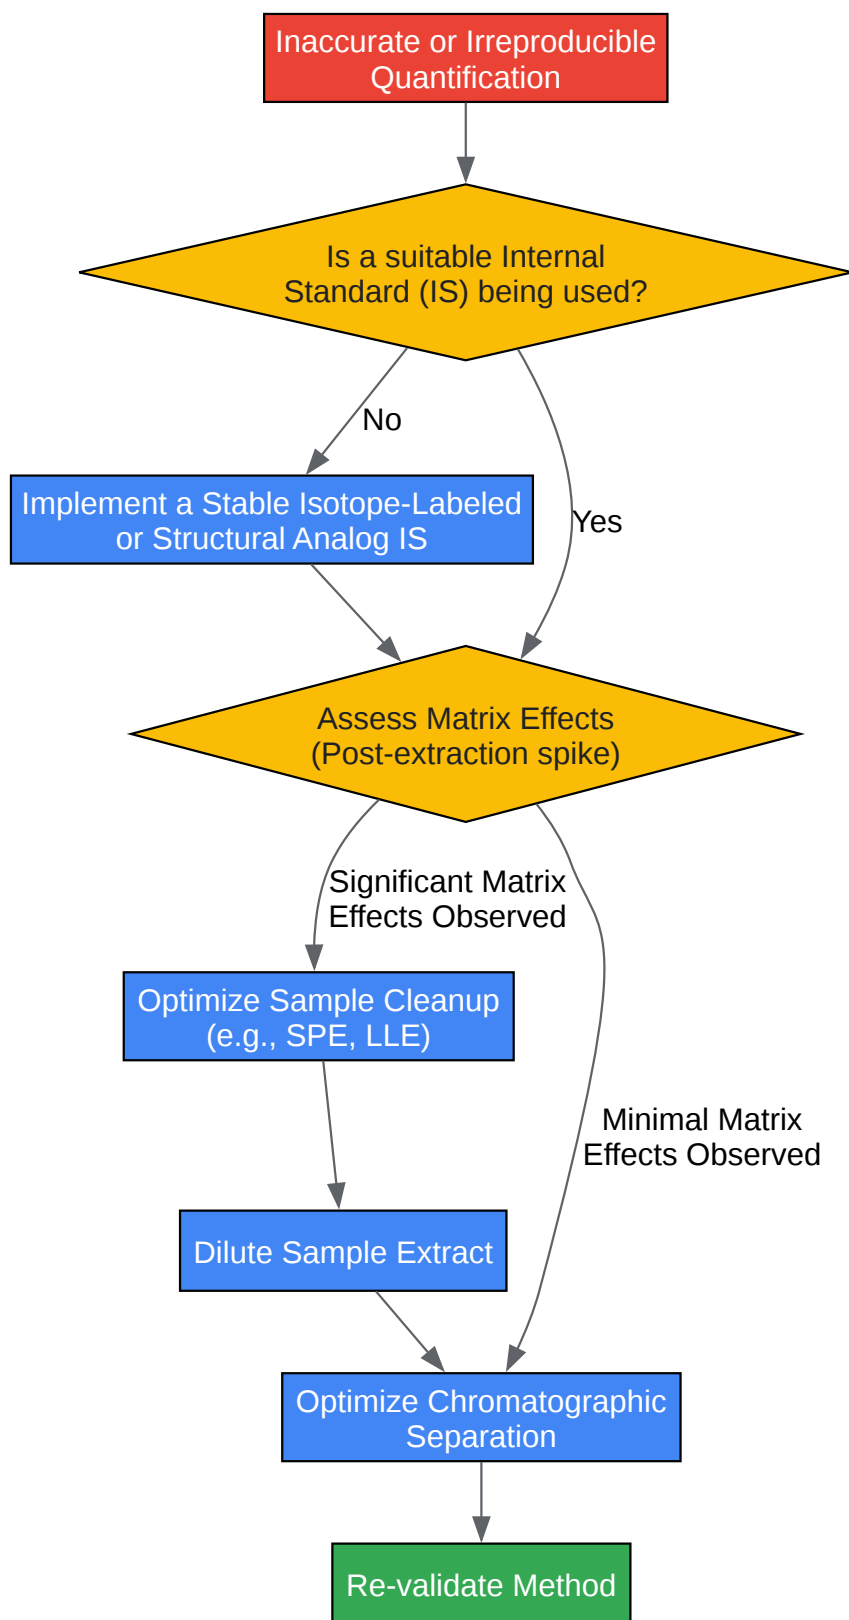 Inaccurate or Irreproducible
Quantification
Is a suitable Internal
Standard (IS) being used?
No
Implement a Stable Isotope-Labeled
or Structural Analog IS
Yes
Assess Matrix Effects
(Post-extraction spike)
Significant Matrix
Effects Observed
Optimize Sample Cleanup
(e.g., SPE, LLE)
Minimal Matrix
Effects Observed
Dilute Sample Extract
Optimize Chromatographic
Separation
Re-validate Method